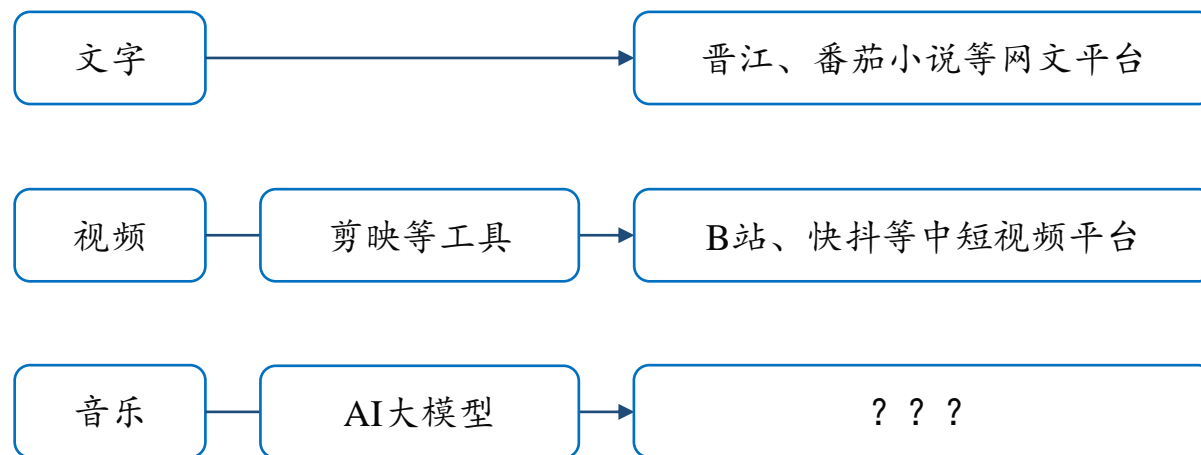 文字
晋江、番茄小说等网文平台
视频
剪映等工具
B站、快抖等中短视频平台
音乐
AI大模型
？？？